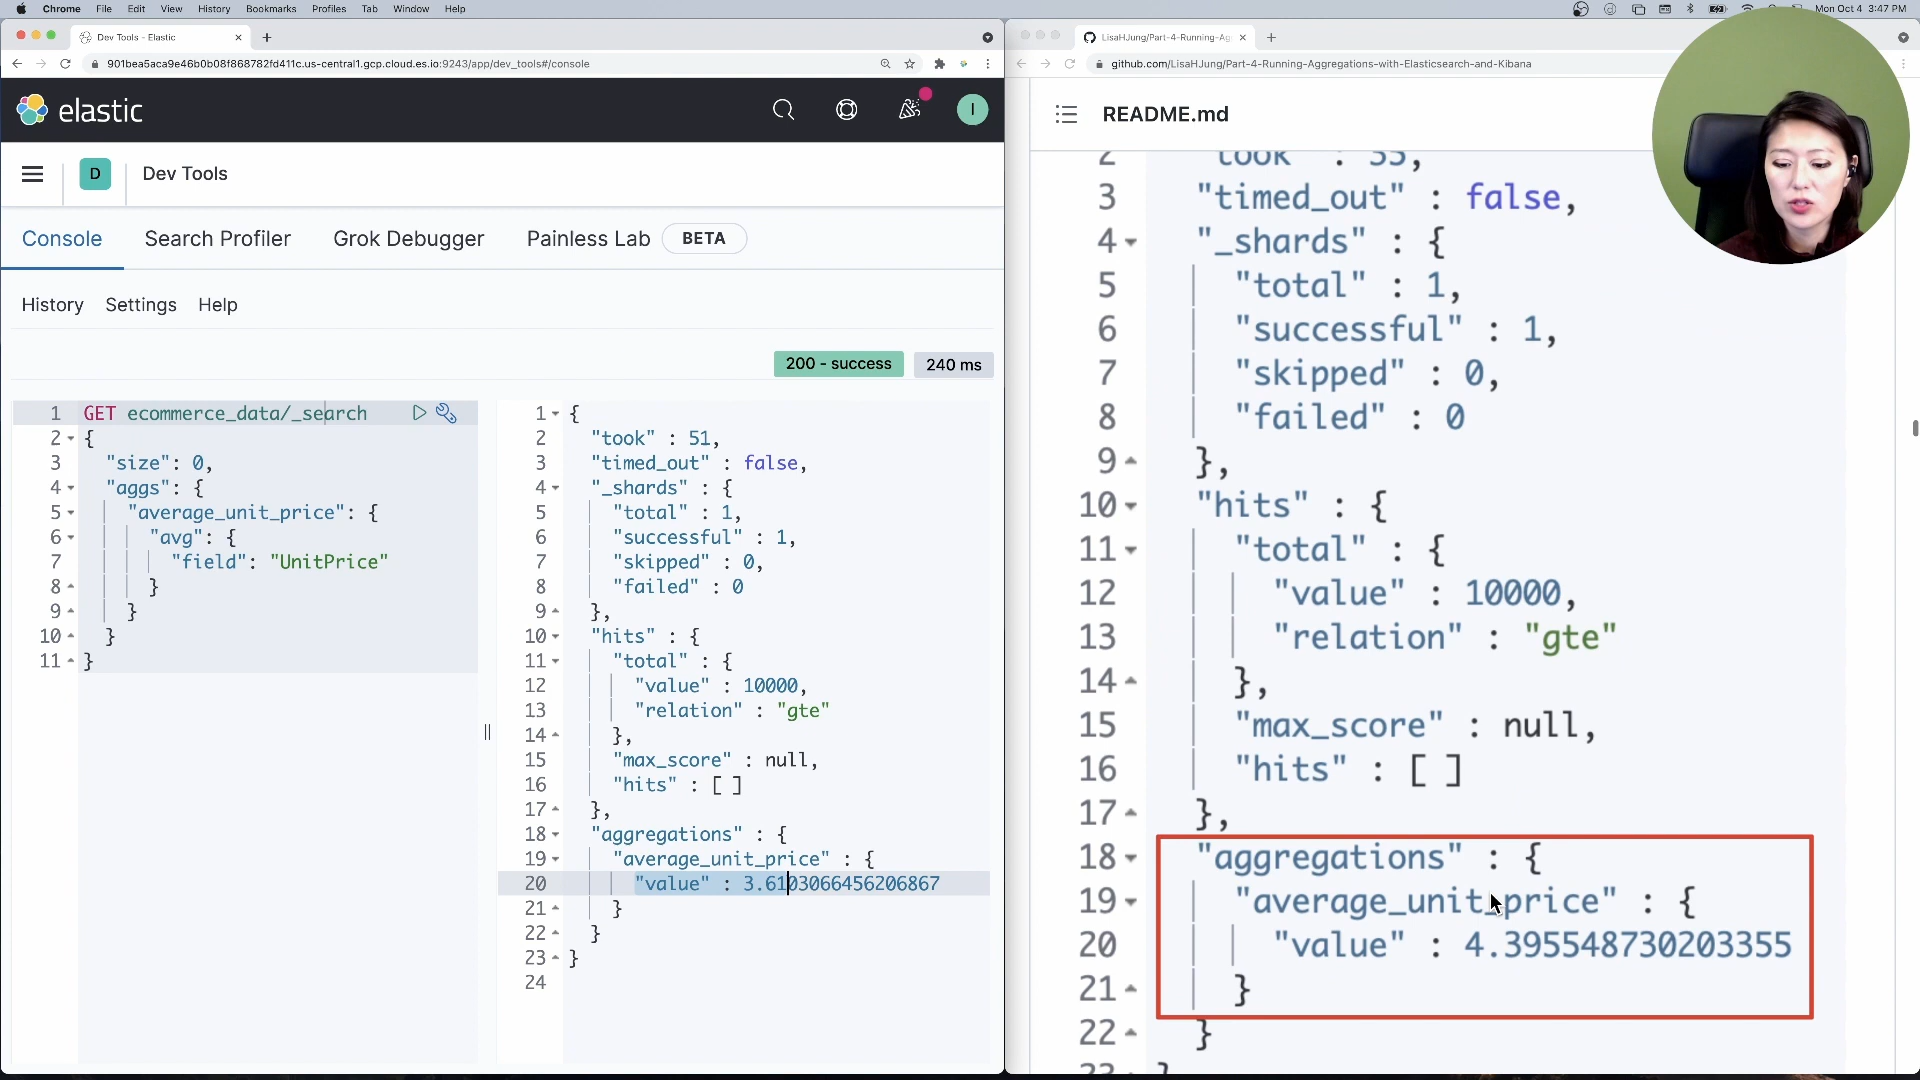 Chrome File Edit View History Bookmarks Profiles Tab Window Help
Mon Oct 4 3:47 PM
Dev Tools - Elastic
901bea5aca9e46b0b08f868782fd411c.us-central1.gcp.cloud.es.io:9243/app/dev_tools#/console
elastic
I
D
Dev Tools
Console Search Profiler Grok Debugger Painless Lab BETA
History Settings Help
200 - success 240 ms
1 GET ecommerce_data/_search
2 {
3 "size": 0,
4 "aggs": {
5 "average_unit_price": {
6 "avg": {
7 "field": "UnitPrice"
8 }
9 }
10 }
11 }
1 {
2 "took" : 51,
3 "timed_out" : false,
4 "_shards" : {
5 "total" : 1,
6 "successful" : 1,
7 "skipped" : 0,
8 "failed" : 0
9 },
10 "hits" : {
11 "total" : {
12 "value" : 10000,
13 "relation" : "gte"
14 },
15 "max_score" : null,
16 "hits" : [ ]
17 },
18 "aggregations" : {
19 "average_unit_price" : {
20 "value" : 3.6103066456206867
21 }
22 }
23 }
24
LisaHJung/Part-4-Running-Ag
github.com/LisaHJung/Part-4-Running-Aggregations-with-Elasticsearch-and-Kibana
README.md
2 "took" : 35,
3 "timed_out" : false,
4 "_shards" : {
5 "total" : 1,
6 "successful" : 1,
7 "skipped" : 0,
8 "failed" : 0
9 },
10 "hits" : {
11 "total" : {
12 "value" : 10000,
13 "relation" : "gte"
14 },
15 "max_score" : null,
16 "hits" : [ ]
17 },
18 "aggregations" : {
19 "average_unit_price" : {
20 "value" : 4.395548730203355
21 }
22 }
23 }